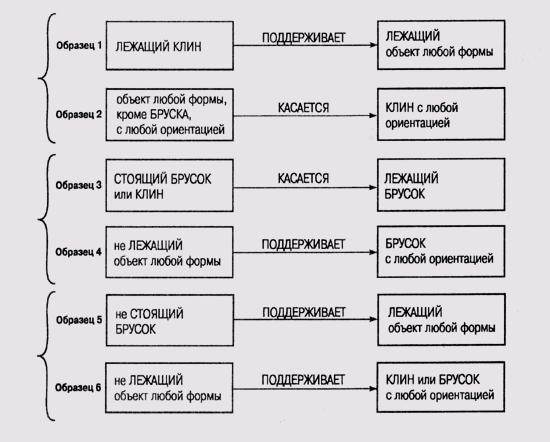 Образец 1
ЛЕЖАЩИЙ КЛИН
ПОДДЕРЖИВАЕТ
ЛЕЖАЩИЙ
объект любой формы
Образец 2
объект любой формы,
кроме БРУСКА,
с любой ориентацией
КАСАЕТСЯ
КЛИН с любой
ориентацией
Образец 3
СТОЯЩИЙ БРУСОК
или КЛИН
КАСАЕТСЯ
ЛЕЖАЩИЙ
БРУСОК
Образец 4
не ЛЕЖАЩИЙ
объект любой формы
ПОДДЕРЖИВАЕТ
БРУСОК
с любой ориентацией
Образец 5
не СТОЯЩИЙ
БРУСОК
ПОДДЕРЖИВАЕТ
ЛЕЖАЩИЙ
объект любой формы
Образец 6
не ЛЕЖАЩИЙ
объект любой формы
ПОДДЕРЖИВАЕТ
КЛИН или БРУСОК
с любой ориентацией